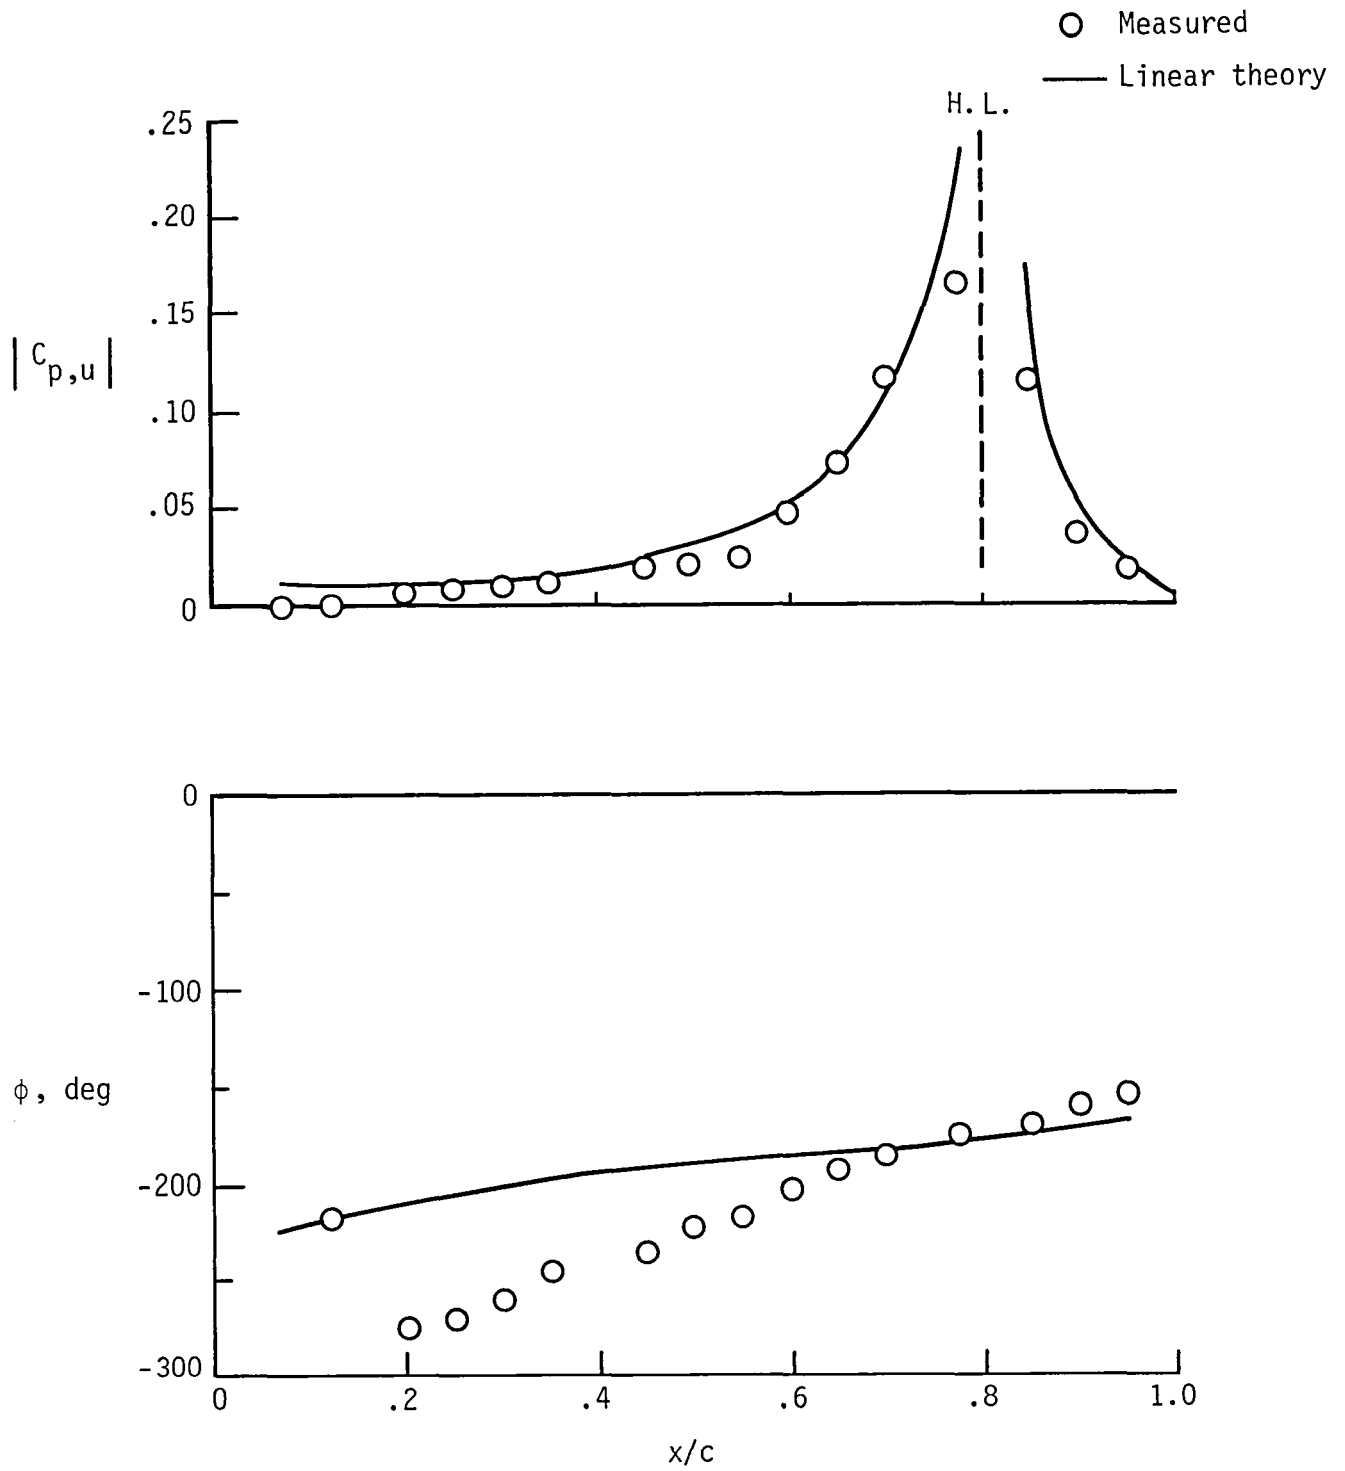 Measured
Linear theory
H.L.
.25
.20
.15
|Cp,u|
.10
.05
0
0
-100
ϕ, deg
-200
-300
0 .2 .4 .6 .8 1.0
x/c